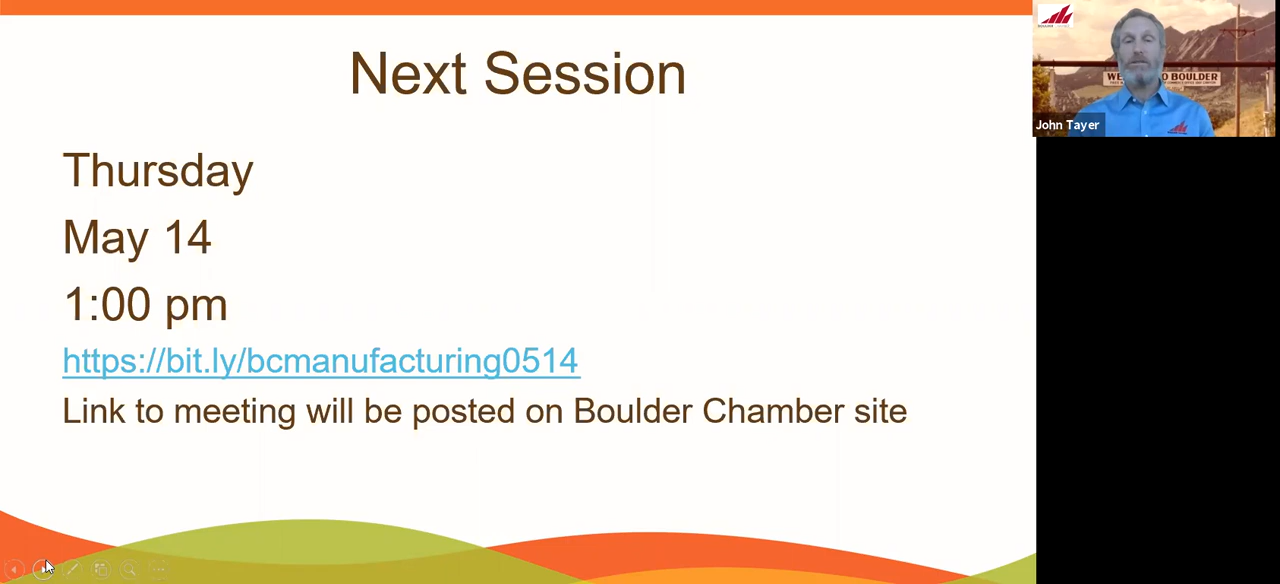 Next Session
Thursday
May 14
1:00 pm
https://bit.ly/bcmanufacturing0514
Link to meeting will be posted on Boulder Chamber site
John Tayer
BOULDER